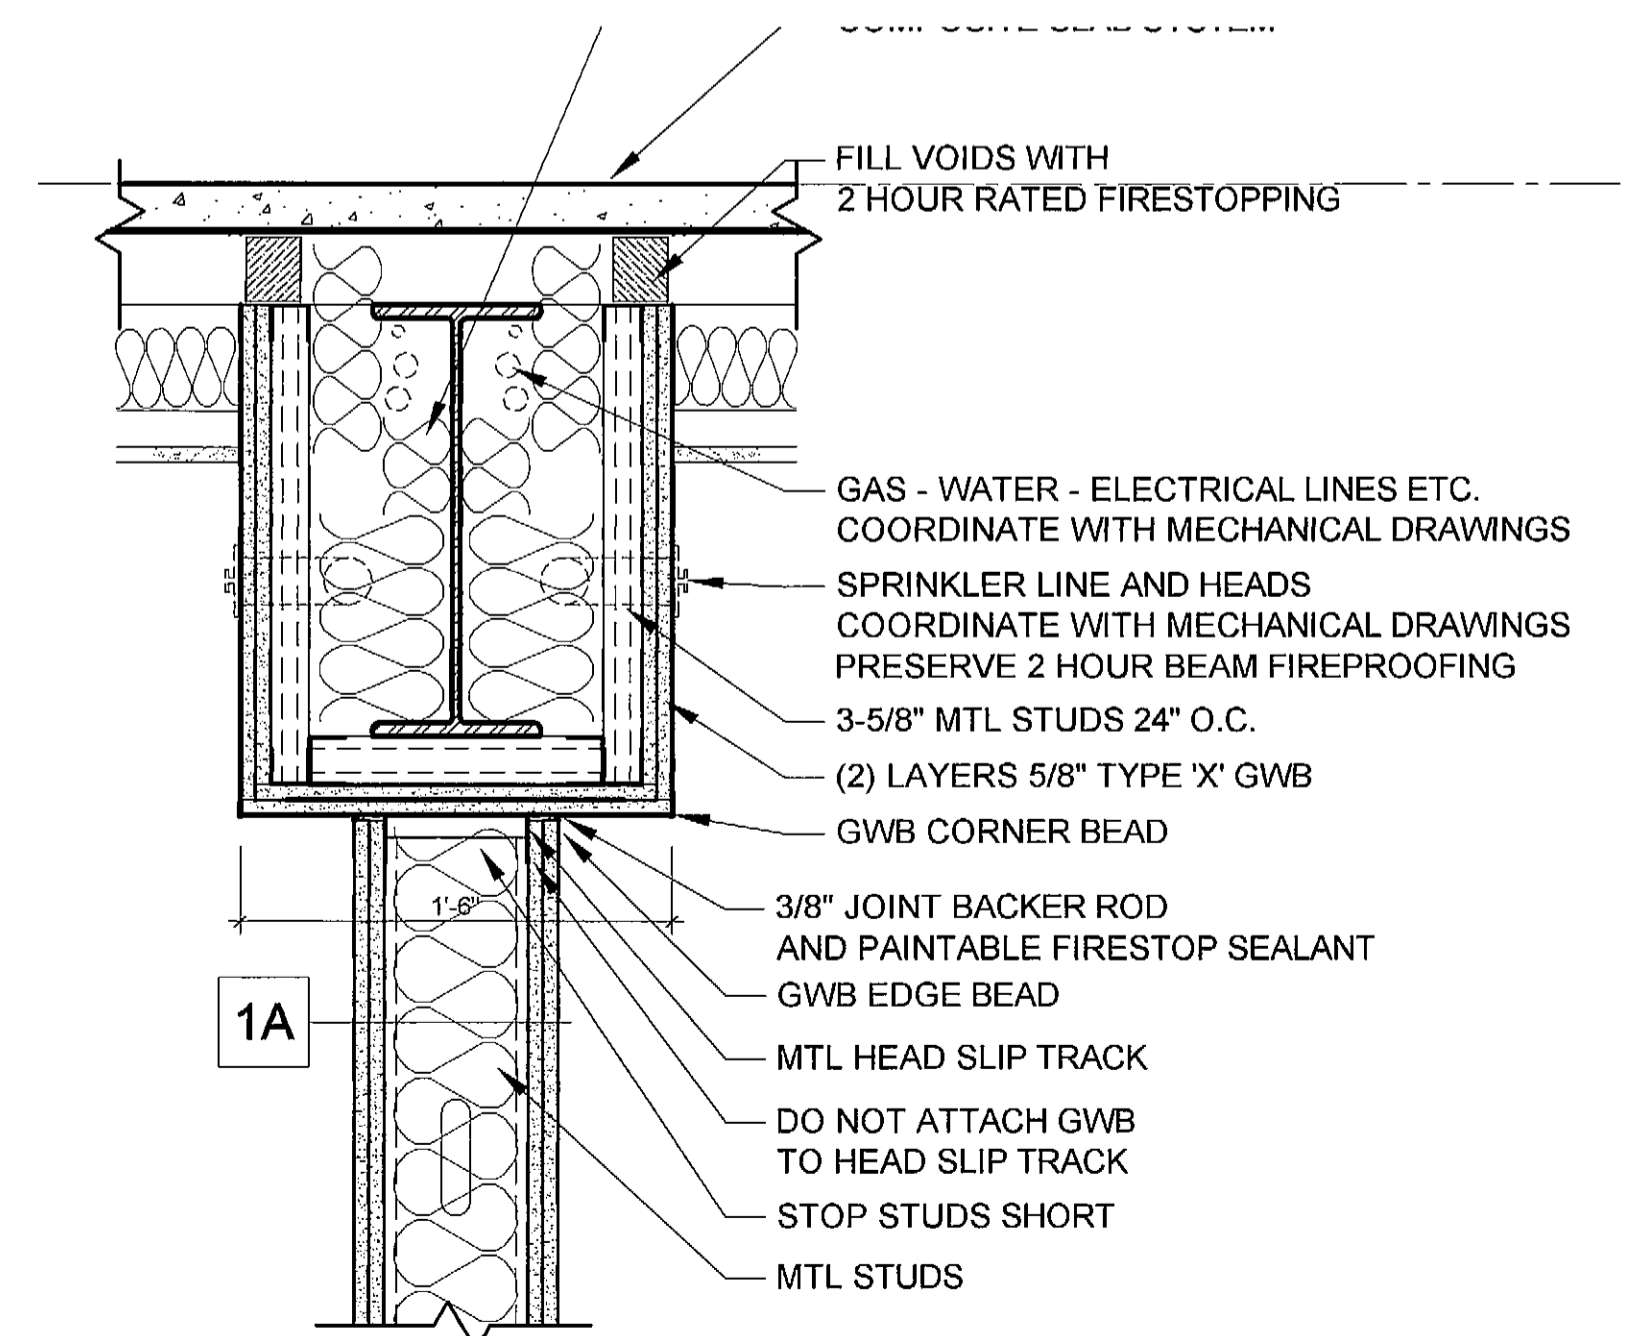 COMPOSITE SLAB SYSTEM
FILL VOIDS WITH
2 HOUR RATED FIRESTOPPING
GAS - WATER - ELECTRICAL LINES ETC.
COORDINATE WITH MECHANICAL DRAWINGS
SPRINKLER LINE AND HEADS
COORDINATE WITH MECHANICAL DRAWINGS
PRESERVE 2 HOUR BEAM FIREPROOFING
3-5/8" MTL STUDS 24" O.C.
(2) LAYERS 5/8" TYPE 'X' GWB
GWB CORNER BEAD
1'-6"
3/8" JOINT BACKER ROD
AND PAINTABLE FIRESTOP SEALANT
GWB EDGE BEAD
1A
MTL HEAD SLIP TRACK
DO NOT ATTACH GWB
TO HEAD SLIP TRACK
STOP STUDS SHORT
MTL STUDS